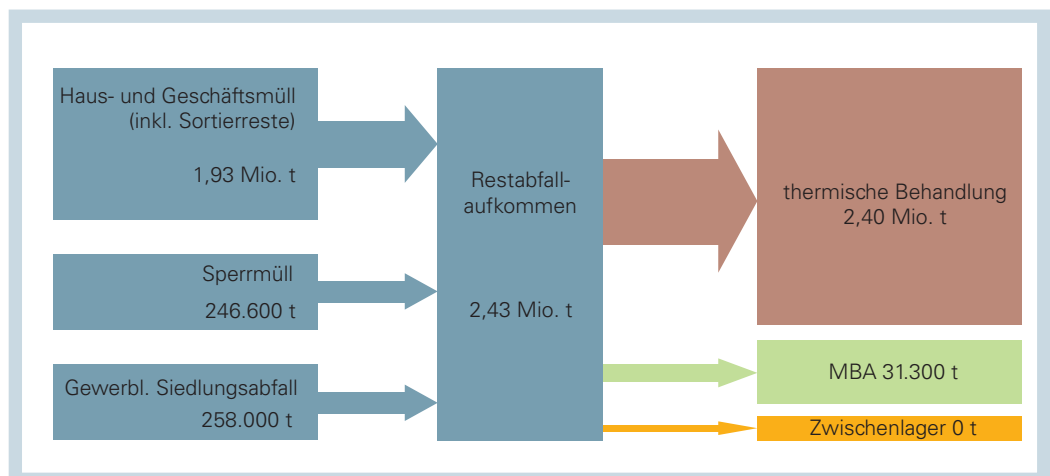 Haus- und Geschäftsmüll
(inkl. Sortierreste)
1,93 Mio. t
Sperrmüll
246.600 t
Gewerbl. Siedlungsabfall
258.000 t
Restabfall-
aufkommen
2,43 Mio. t
thermische Behandlung
2,40 Mio. t
MBA 31.300 t
Zwischenlager 0 t